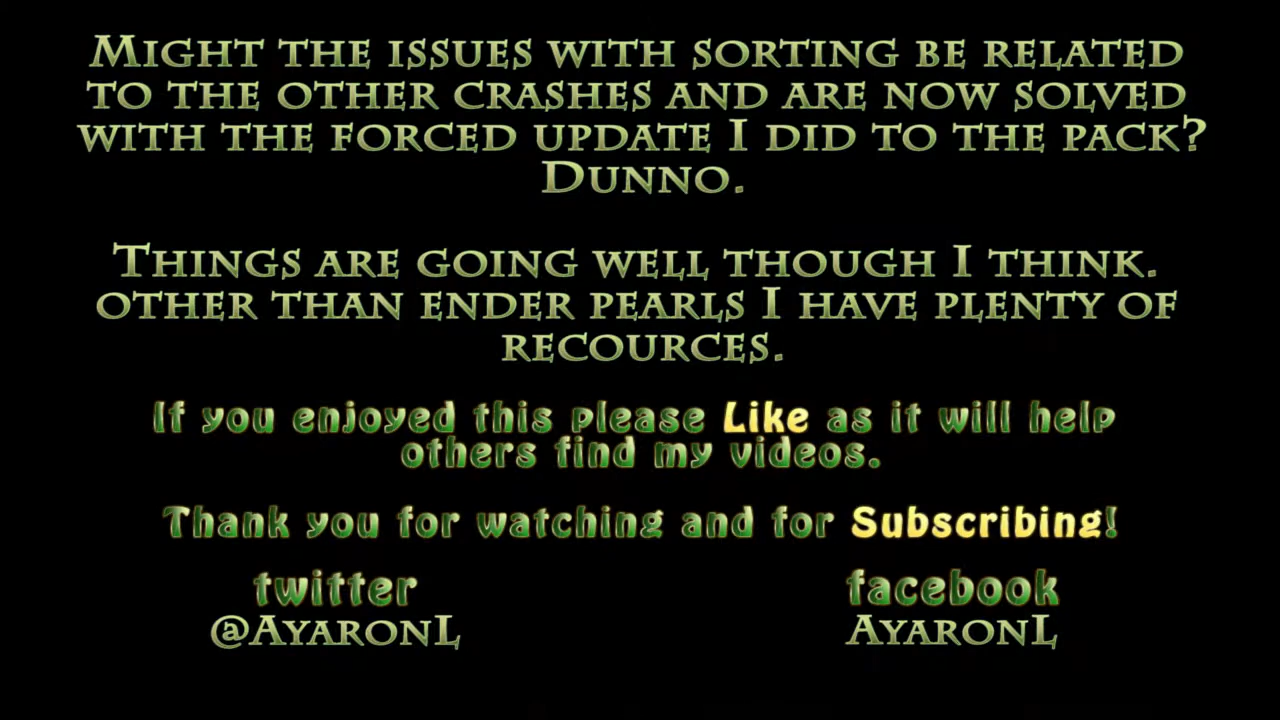 Might the issues with sorting be related
to the other crashes and are now solved
with the forced update I did to the pack?
Dunno.
Things are going well though I think.
other than ender pearls I have plenty of
recources.
If you enjoyed this please Like as it will help
others find my videos.
Thank you for watching and for Subscribing!
twitter facebook
@AyaronL AyaronL